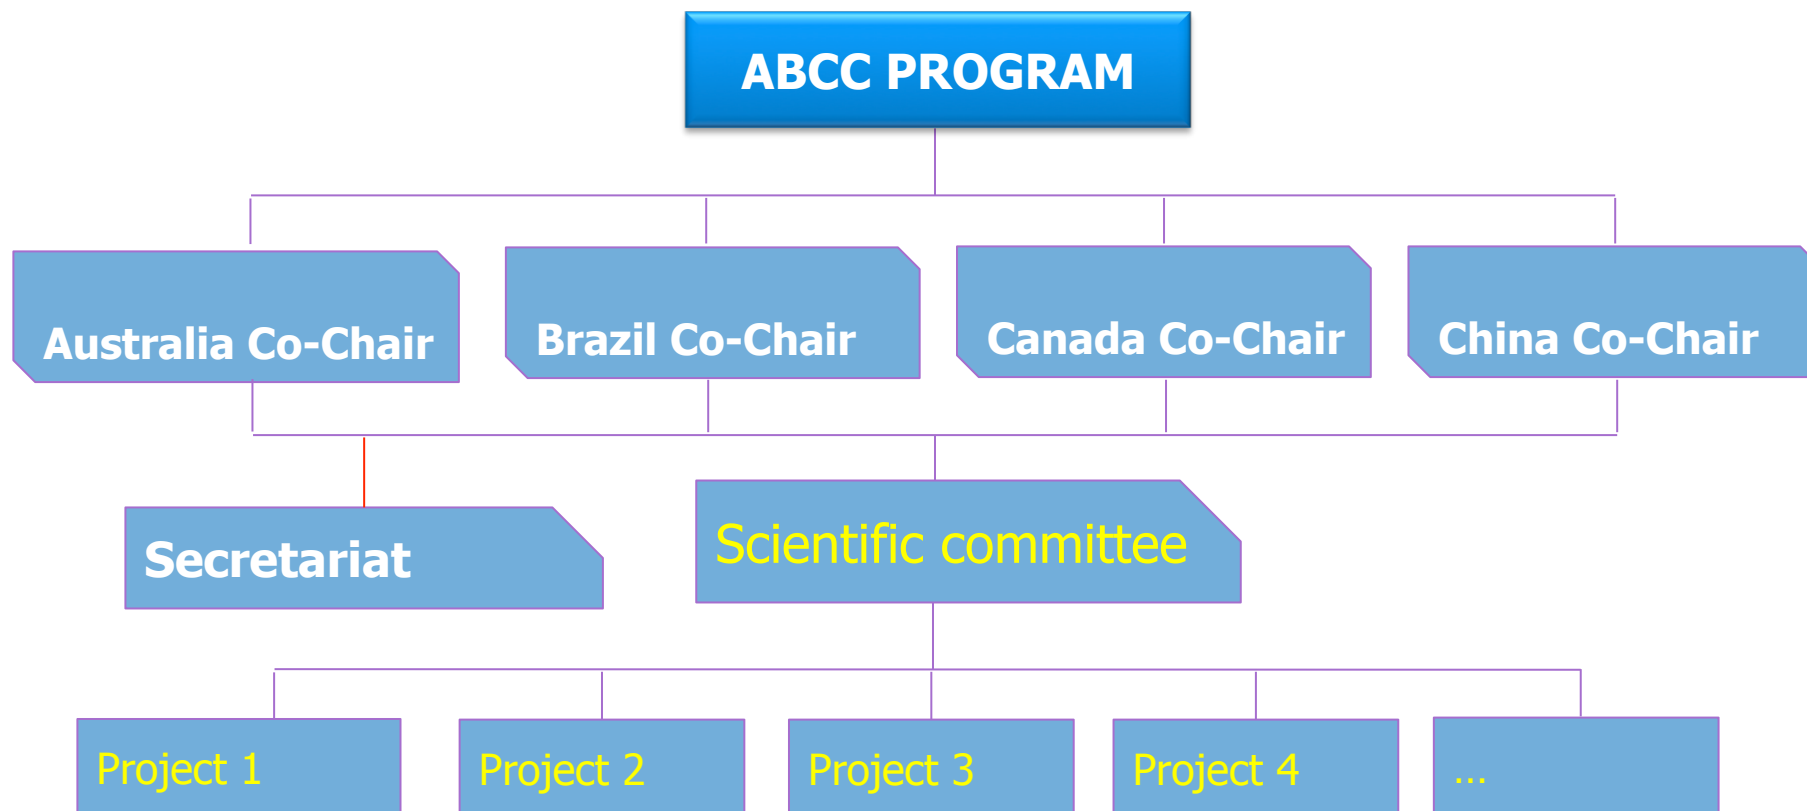 ABCC PROGRAM
Australia Co-Chair
Brazil Co-Chair
Canada Co-Chair
China Co-Chair
Secretariat
Scientific committee
Project 1
Project 2
Project 3
Project 4
...